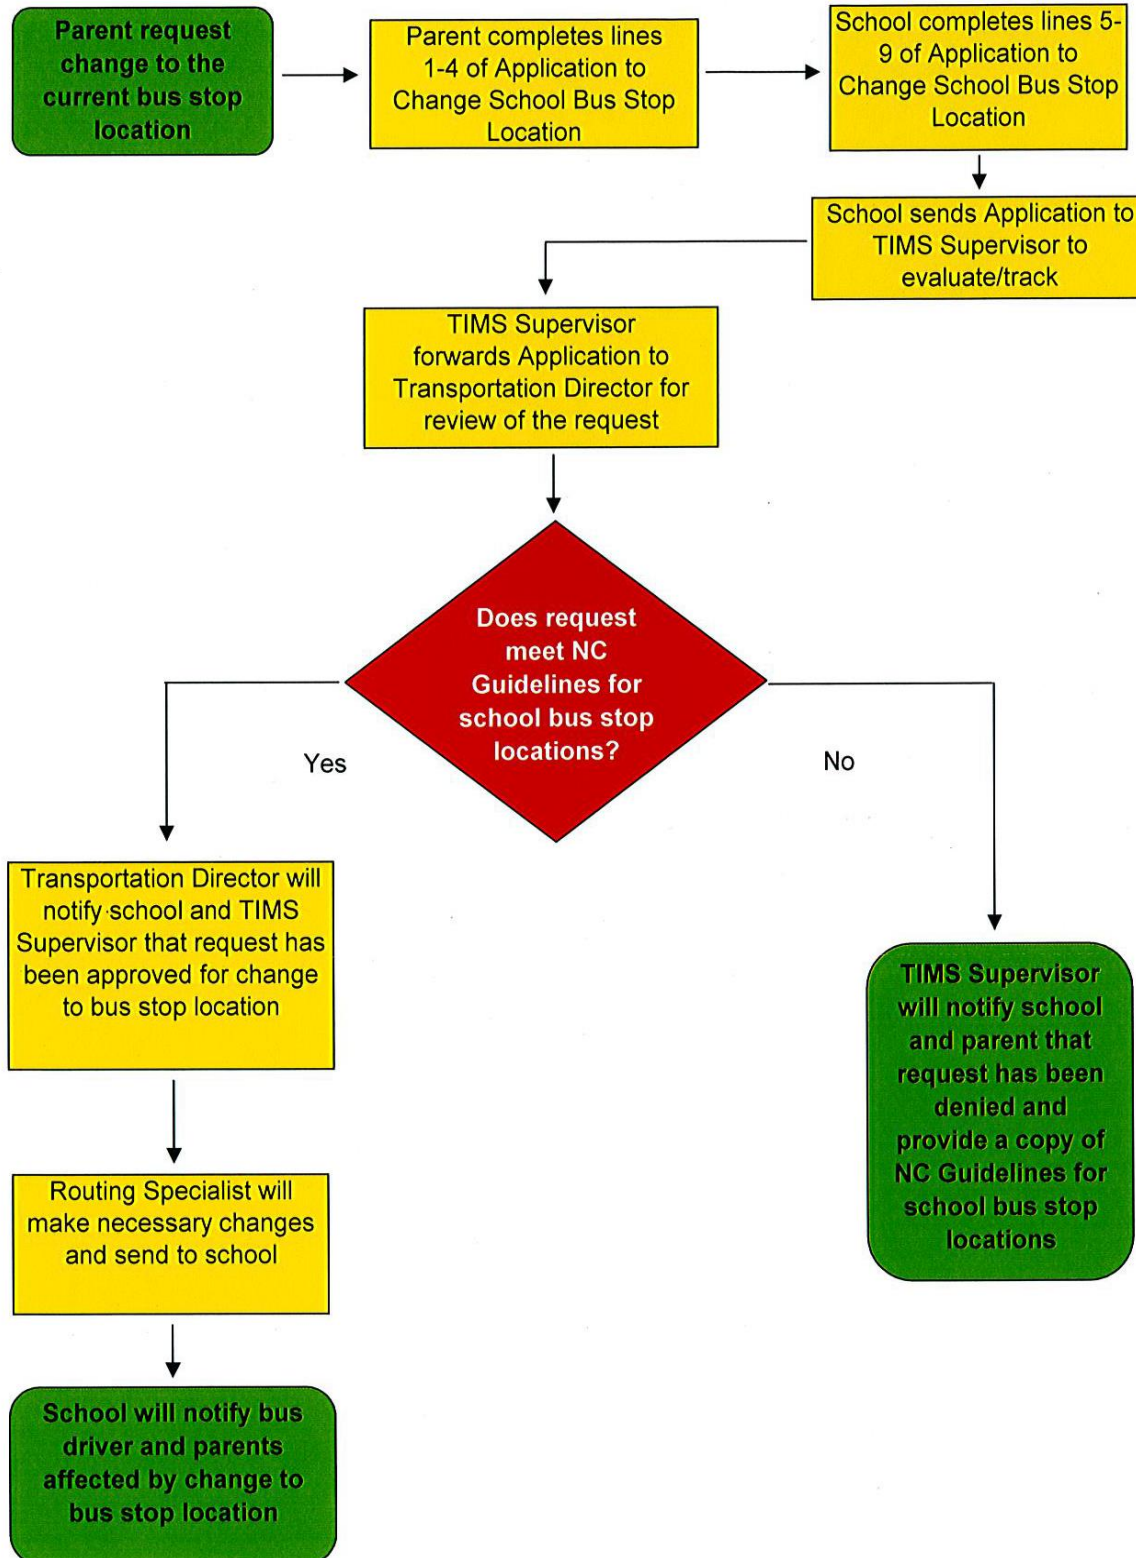 Parent request
change to the
current bus stop
location
Parent completes lines
1-4 of Application to
Change School Bus Stop
Location
School completes lines 5-
9 of Application to
Change School Bus Stop
Location
School sends Application to
TIMS Supervisor to
evaluate/track
TIMS Supervisor
forwards Application to
Transportation Director for
review of the request
Does request
meet NC
Guidelines for
school bus stop
locations?
Yes
No
Transportation Director will
notify school and TIMS
Supervisor that request has
been approved for change
to bus stop location
TIMS Supervisor
will notify school
and parent that
request has been
denied and
provide a copy of
NC Guidelines for
school bus stop
locations
Routing Specialist will
make necessary changes
and send to school
School will notify bus
driver and parents
affected by change to
bus stop location